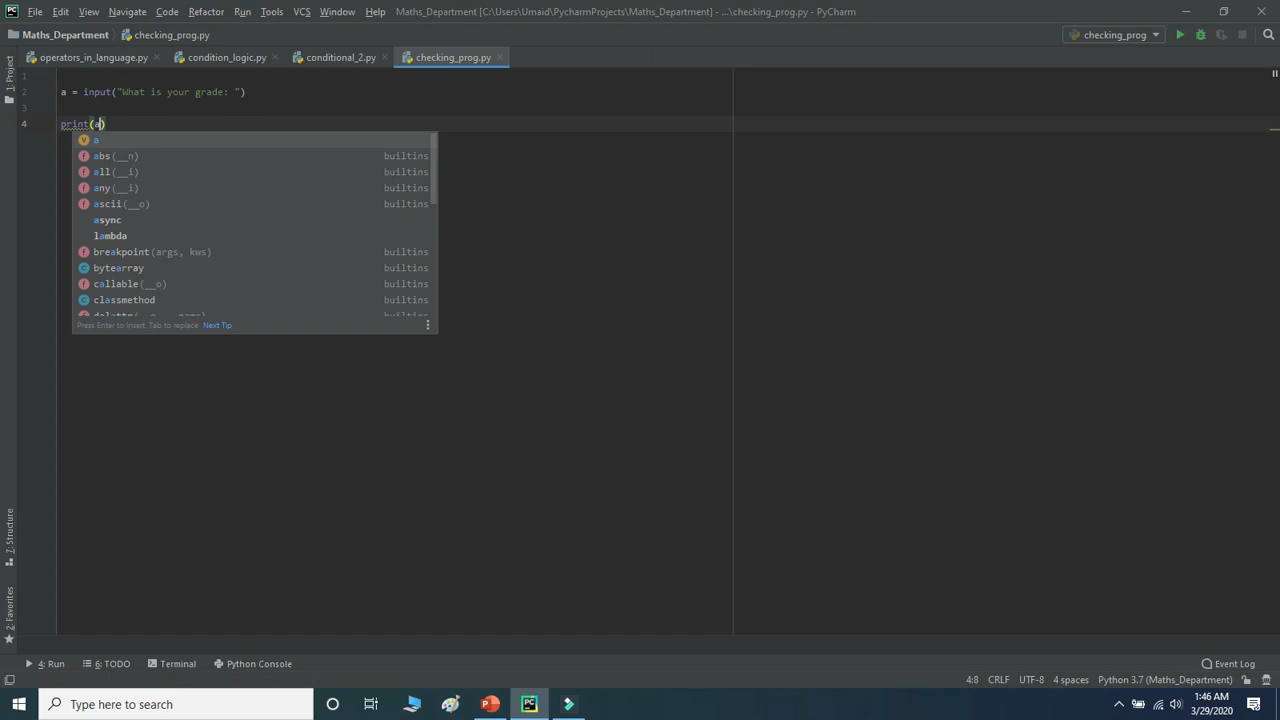 File Edit View Navigate Code Refactor Run Tools VCS Window Help Maths_Department [C:\Users\Umaid\PycharmProjects\Maths_Department] - ...\checking_prog.py - PyCharm
Maths_Department checking_prog.py checking_prog
operators_in_language.py condition_logic.py conditional_2.py checking_prog.py
1: Project
1
2 a = input("What is your grade: ")
3
4 print(a)
a
abs(__n) builtins
all(__i) builtins
any(__i) builtins
ascii(__o) builtins
async
lambda
breakpoint(args, kws) builtins
bytearray builtins
callable(__o) builtins
classmethod builtins
delattr(__o, __name) builtins
Press Enter to insert, Tab to replace Next Tip
7: Structure
2: Favorites
4: Run 6: TODO Terminal Python Console Event Log
4:8 CRLF UTF-8 4 spaces Python 3.7 (Maths_Department)
Type here to search
1:46 AM
3/29/2020